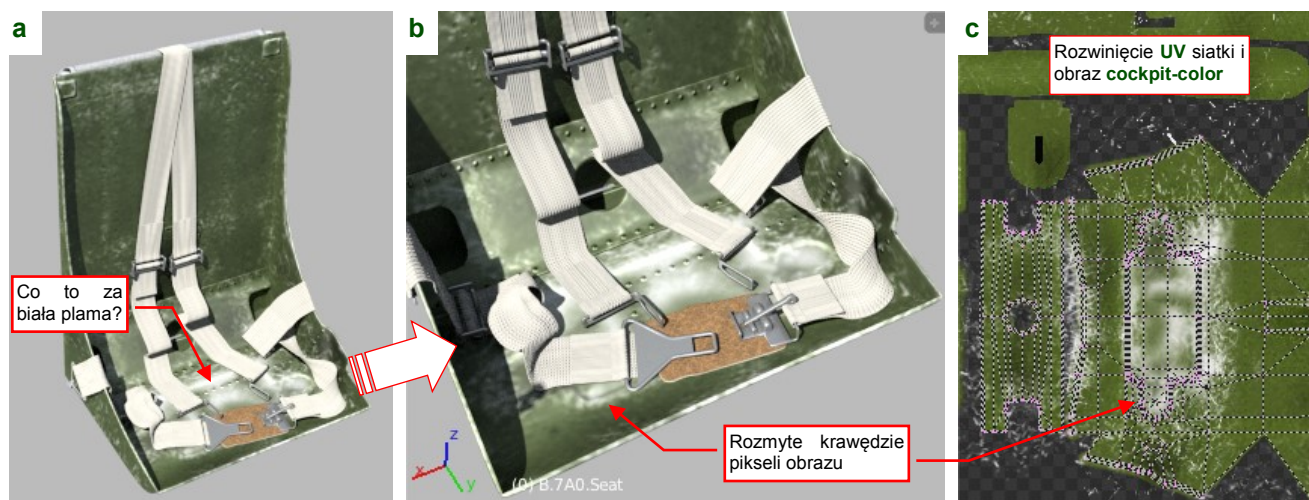 a
b
c
Rozwinięcie UV siatki i
obraz cockpit-color
Co to za
biała plama?
Rozmyte krawędzie
pikseli obrazu
z
x
y
(0) B.7A0.Seat